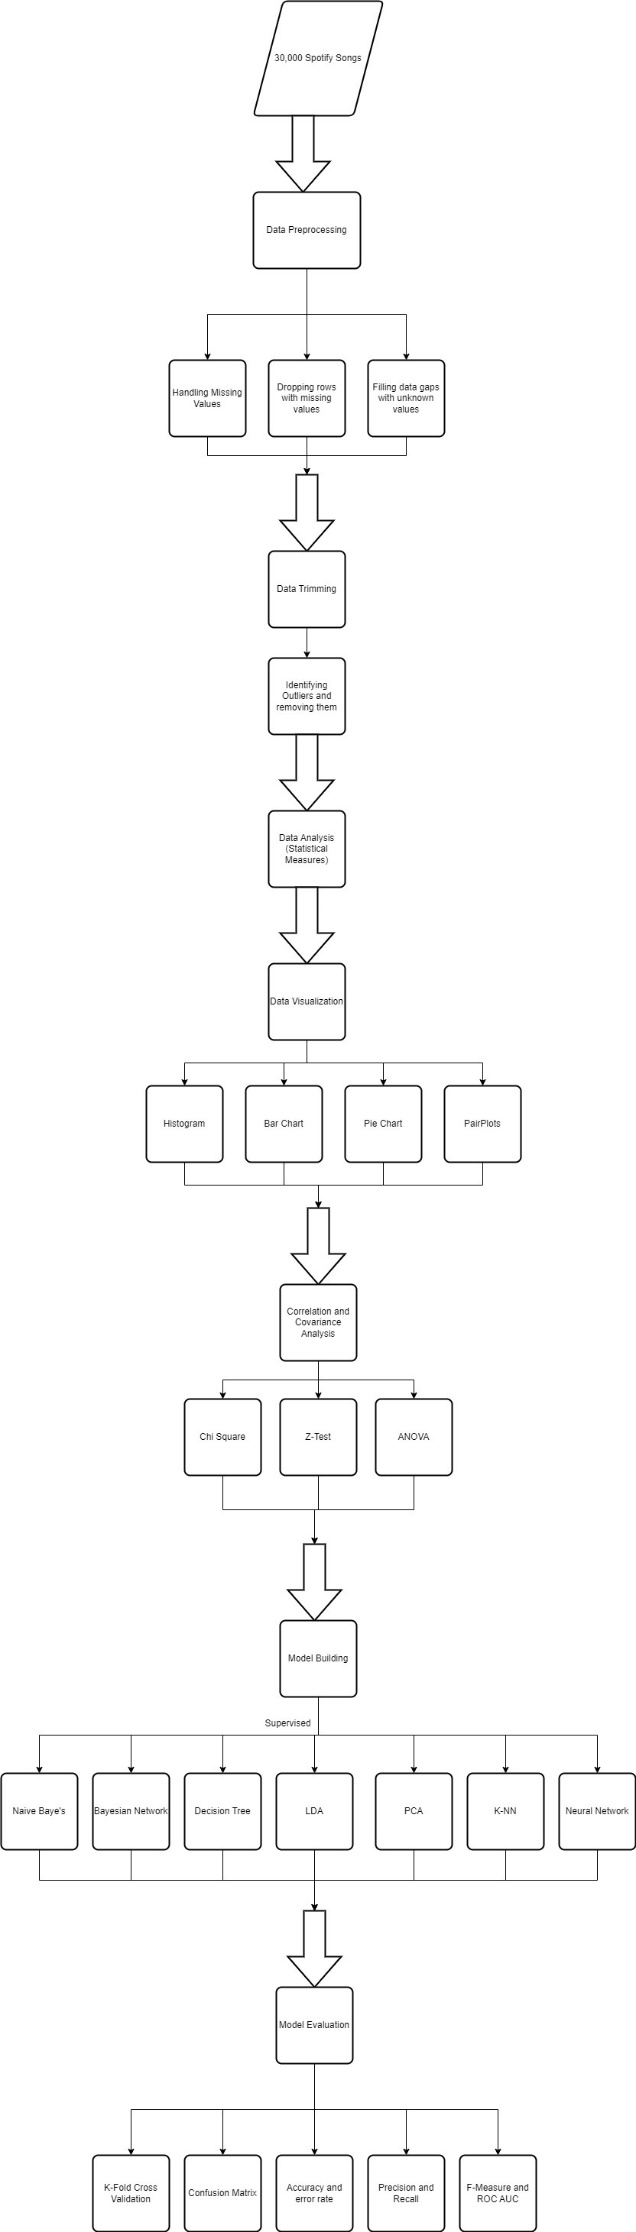 30,000 Spotify Songs
Data Preprocessing
Handling Missing
Values
Dropping rows
with missing
values
Filling data gaps
with unknown
values
Data Trimming
Identifying
Outliers and
removing them
Data Analysis
(Statistical
Measures)
Data Visualization
Histogram
Bar Chart
Pie Chart
PairPlots
Correlation and
Covariance
Analysis
Chi Square
Z-Test
ANOVA
Model Building
Supervised
Naive Baye's
Bayesian Network
Decision Tree
LDA
PCA
K-NN
Neural Network
Model Evaluation
K-Fold Cross
Validation
Confusion Matrix
Accuracy and
error rate
Precision and
Recall
F-Measure and
ROC AUC